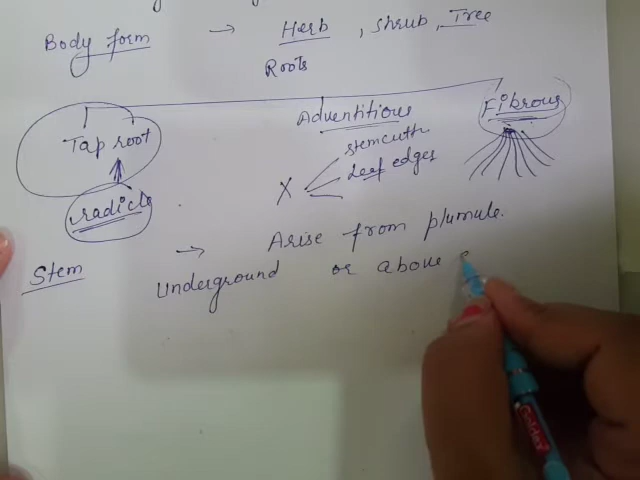 Body form → Herb, Shrub, Tree
Roots
Tap root
Adventitious
Fibrous
stemcutt
Leaf edges
X
radicle
Stem → Arise from plumule.
Underground or above